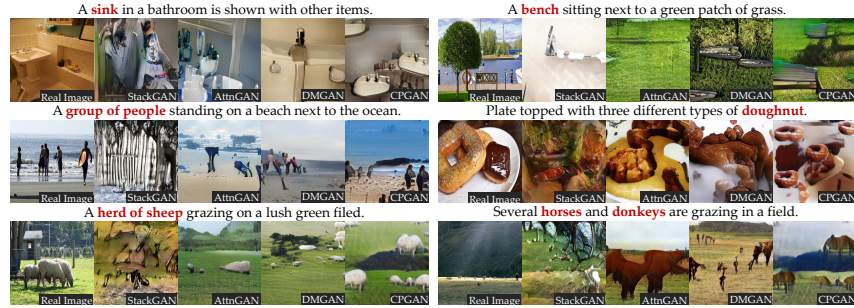 A sink in a bathroom is shown with other items.
Real Image StackGAN AttnGAN DMGAN CPGAN
A bench sitting next to a green patch of grass.
Real Image StackGAN AttnGAN DMGAN CPGAN
A group of people standing on a beach next to the ocean.
Real Image StackGAN AttnGAN DMGAN CPGAN
Plate topped with three different types of doughnut.
Real Image StackGAN AttnGAN DMGAN CPGAN
A herd of sheep grazing on a lush green filed.
Real Image StackGAN AttnGAN DMGAN CPGAN
Several horses and donkeys are grazing in a field.
Real Image StackGAN AttnGAN DMGAN CPGAN